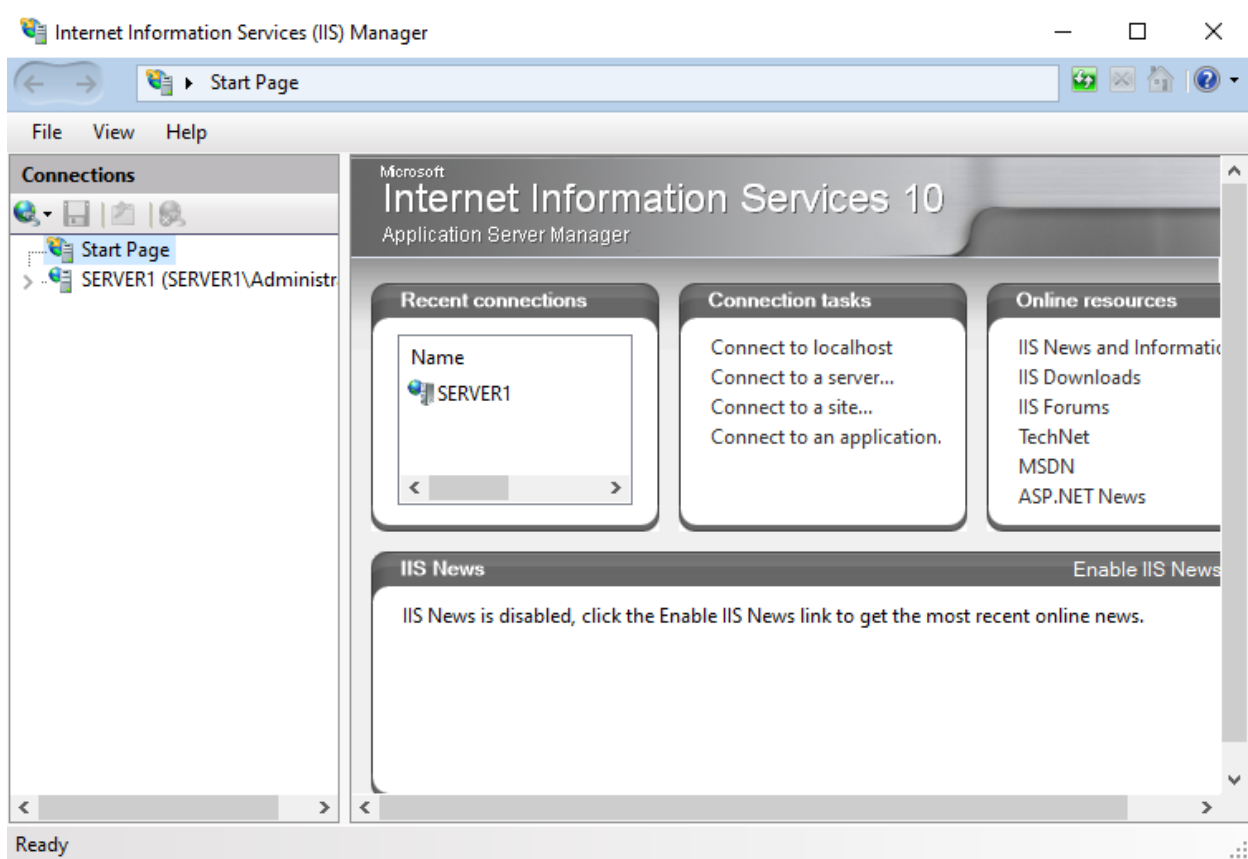 Internet Information Services (IIS) Manager
Start Page
File View Help
Connections
Start Page
SERVER1 (SERVER1\Administr
Microsoft
Internet Information Services 10
Application Server Manager
Recent connections
Name
SERVER1
Connection tasks
Connect to localhost
Connect to a server...
Connect to a site...
Connect to an application.
Online resources
IIS News and Informatic
IIS Downloads
IIS Forums
TechNet
MSDN
ASP.NET News
IIS News
Enable IIS News
IIS News is disabled, click the Enable IIS News link to get the most recent online news.
Ready